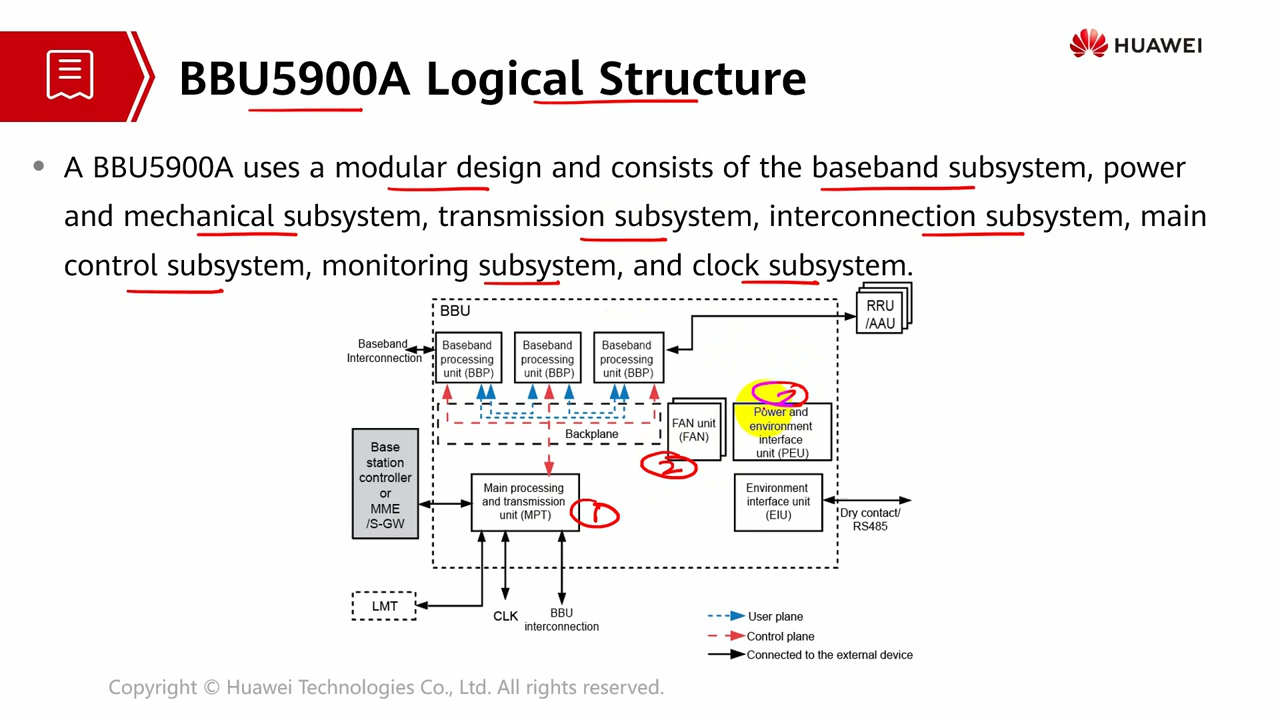 HUAWEI
BBU5900A Logical Structure
• A BBU5900A uses a modular design and consists of the baseband subsystem, power
and mechanical subsystem, transmission subsystem, interconnection subsystem, main
control subsystem, monitoring subsystem, and clock subsystem.
BBU
RRU
/AAU
Baseband
Interconnection
Baseband
processing
unit (BBP)
Baseband
processing
unit (BBP)
Baseband
processing
unit (BBP)
Backplane
FAN unit
(FAN)
2
3
Power and
environment
interface
unit (PEU)
Base
station
controller
or
MME
/S-GW
Main processing
and transmission
unit (MPT)
1
Environment
interface unit
(EIU)
Dry contact/
RS485
LMT
CLK
BBU
interconnection
User plane
Control plane
Connected to the external device
Copyright © Huawei Technologies Co., Ltd. All rights reserved.